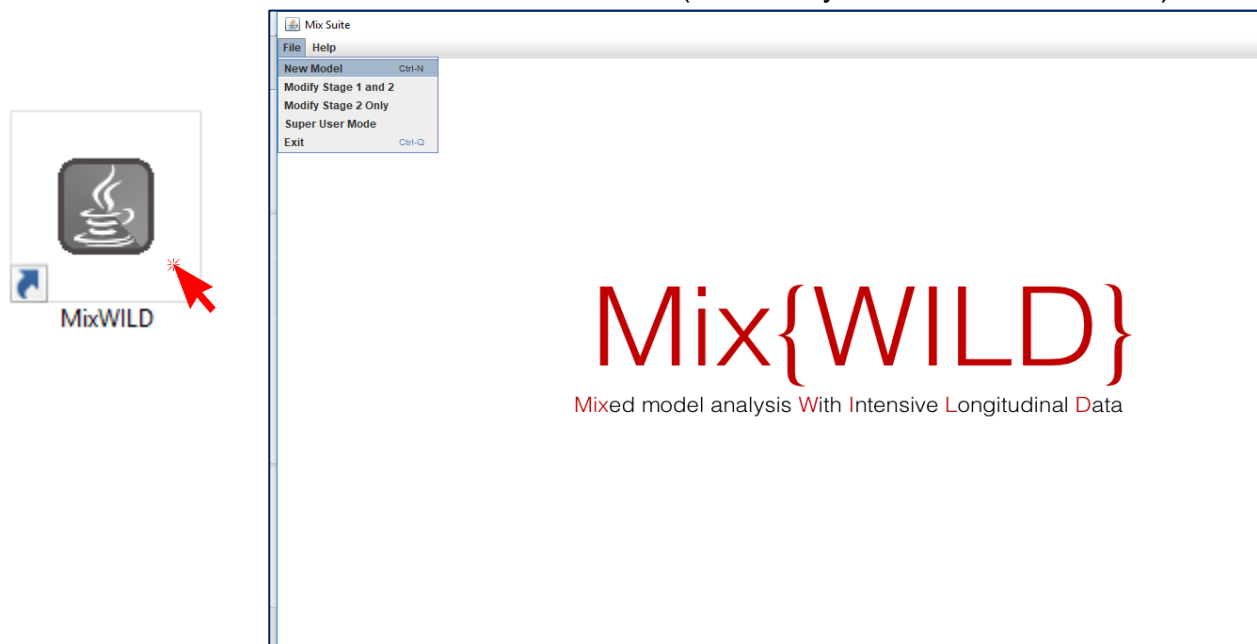 Mix Suite
File Help
New Model Ctrl-N
Modify Stage 1 and 2
Modify Stage 2 Only
Super User Mode
Exit Ctrl-Q
MixWILD
Mix{WILD}
Mixed model analysis With Intensive Longitudinal Data